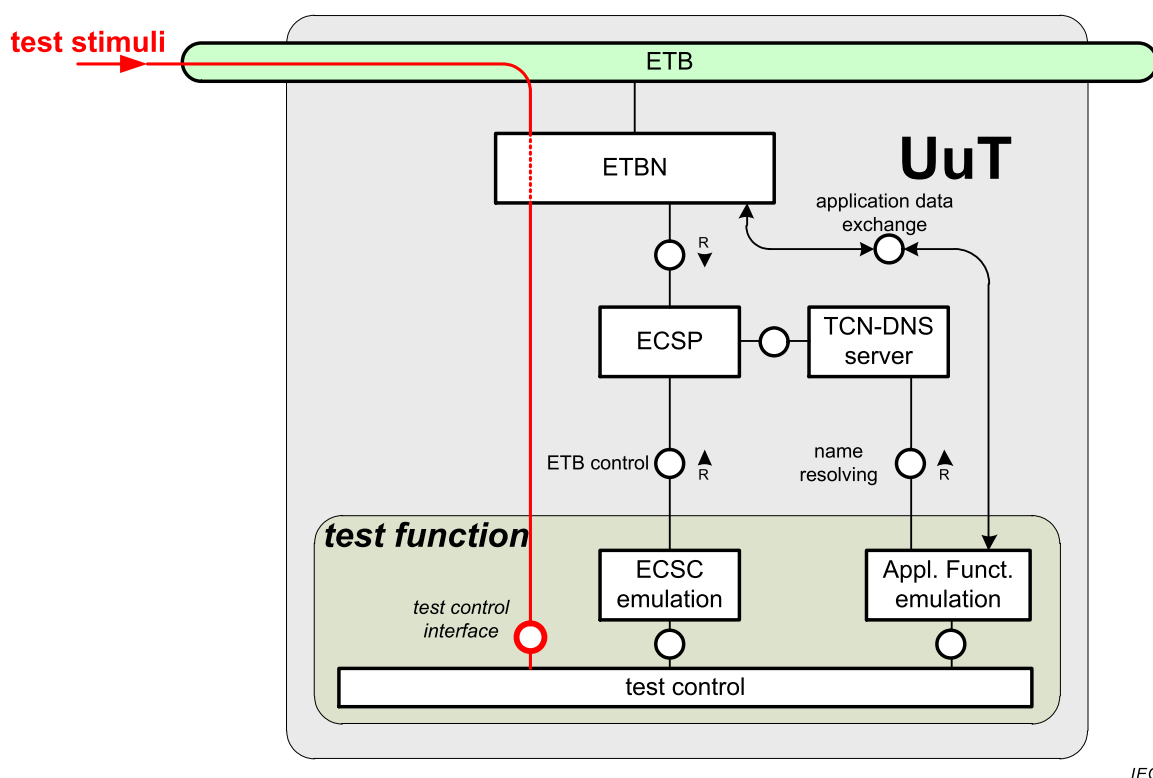 test stimuli
ETB
ETBN
UuT
application data
exchange
R
ECSP
TCN-DNS
server
ETB control
R
name
resolving
R
test function
ECSC
emulation
Appl. Funct.
emulation
test control
interface
test control